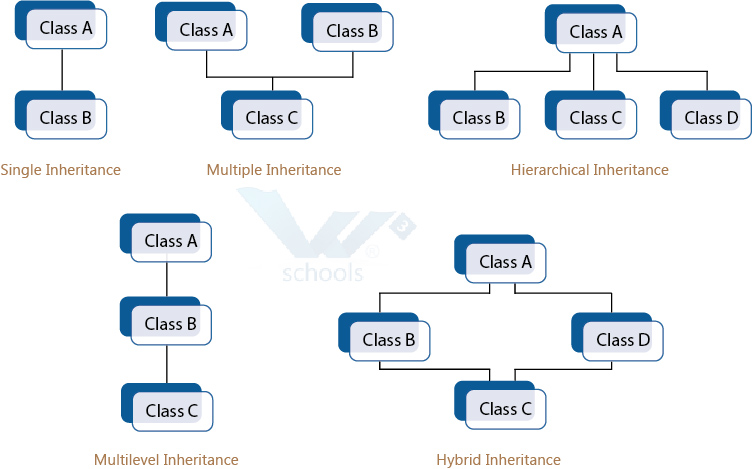 Class A
Class B
Single Inheritance
Class A
Class B
Class C
Multiple Inheritance
Class A
Class B
Class C
Class D
Hierarchical Inheritance
Class A
Class B
Class C
Multilevel Inheritance
W3
®
schools
Class A
Class B
Class D
Class C
Hybrid Inheritance